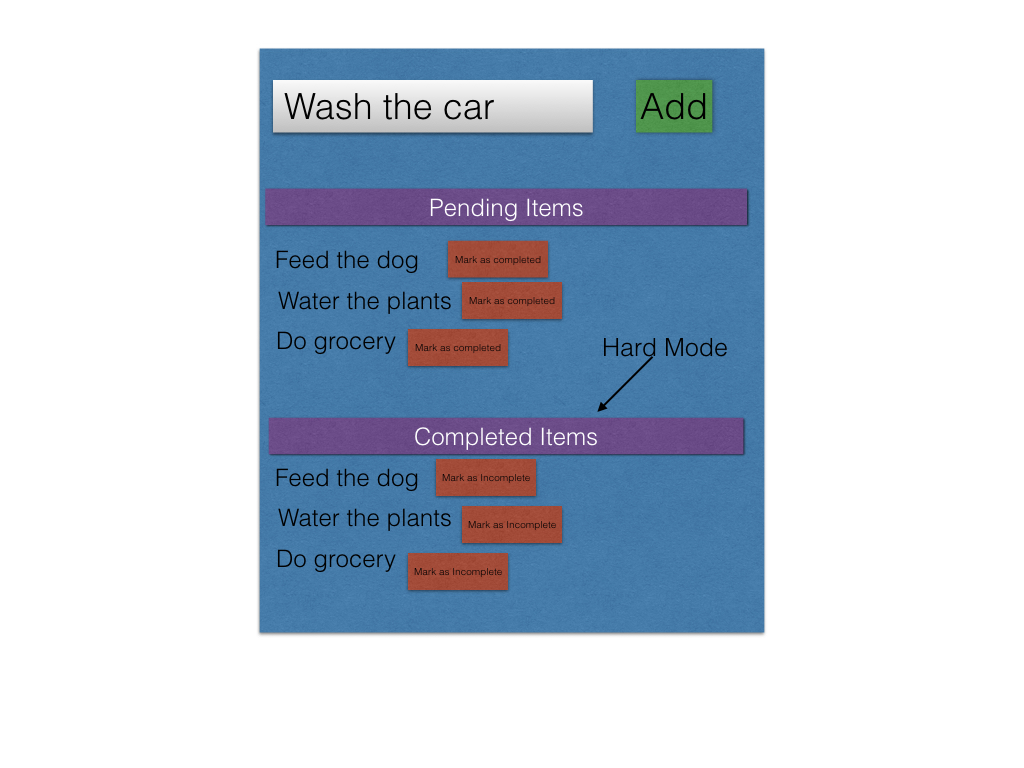 Wash the car
Add
Pending Items
Feed the dog
Mark as completed
Water the plants
Mark as completed
Do grocery
Mark as completed
Hard Mode
Completed Items
Feed the dog
Mark as Incomplete
Water the plants
Mark as Incomplete
Do grocery
Mark as Incomplete